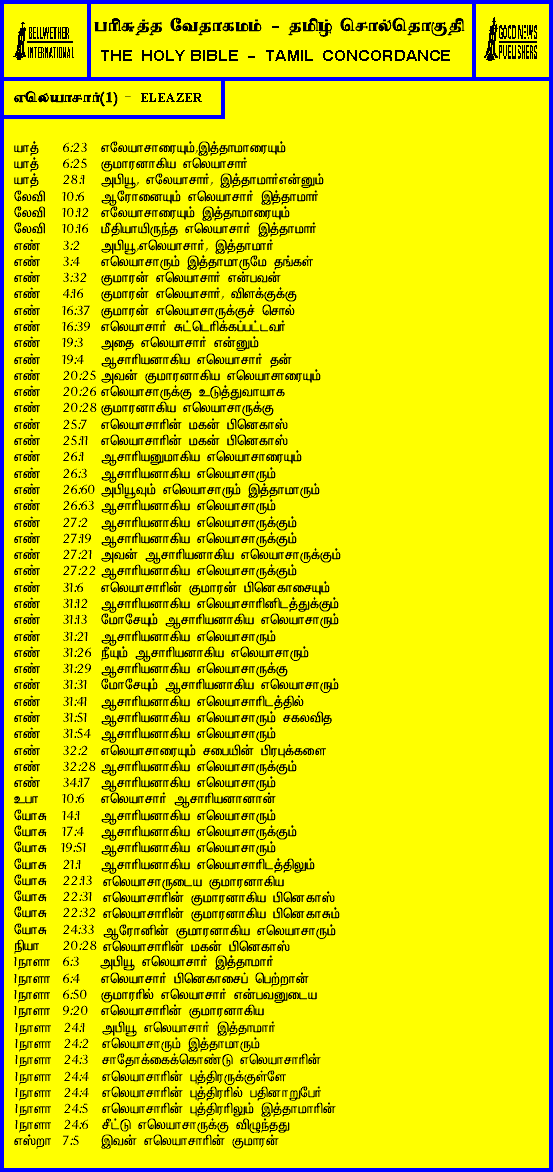 BELLWETHER
INTERNATIONAL
பரிசுத்த வேதாகமம் - தமிழ் சொல்தொகுதி
THE HOLY BIBLE - TAMIL CONCORDANCE
GOOD NEWS
PUBLISHERS
எலெயாசார்(1) - ELEAZER
யாத் 6:23 எலேயாசாரையும்,இத்தாமாரையும்
யாத் 6:25 குமாரனாகிய எலெயாசார்
யாத் 28:1 அபியூ, எலேயாசார், இத்தாமார்என்னும்
லேவி 10:6 ஆரோனையும் எலெயாசார் இத்தாமார்
லேவி 10:12 எலேயாசாரையும் இத்தாமாரையும்
லேவி 10:16 மீதியாயிருந்த எலெயாசார் இத்தாமார்
எண் 3:2 அபியூ,எலெயாசார், இத்தாமார்
எண் 3:4 எலெயாசாரும் இத்தாமாருமே தங்கள்
எண் 3:32 குமாரன் எலெயாசார் என்பவன்
எண் 4:16 குமாரன் எலெயாசார், விளக்குக்கு
எண் 16:37 குமாரன் எலெயாசாருக்குச் சொல்
எண் 16:39 எலெயாசார் சுட்டெரிக்கப்பட்டவர்
எண் 19:3 அதை எலெயாசார் என்னும்
எண் 19:4 ஆசாரியனாகிய எலெயாசார் தன்
எண் 20:25 அவன் குமாரனாகிய எலெயாசாரையும்
எண் 20:26 எலெயாசாருக்கு உடுத்துவாயாக
எண் 20:28 குமாரனாகிய எலெயாசாருக்கு
எண் 25:7 எலெயாசாரின் மகன் பினெகாஸ்
எண் 25:11 எலெயாசாரின் மகன் பினெகாஸ்
எண் 26:1 ஆசாரியனுமாகிய எலெயாசாரையும்
எண் 26:3 ஆசாரியனாகிய எலெயாசாரும்
எண் 26:60 அபியூவும் எலெயாசாரும் இத்தாமாரும்
எண் 26:63 ஆசாரியனாகிய எலெயாசாரும்
எண் 27:2 ஆசாரியனாகிய எலெயாசாருக்கும்
எண் 27:19 ஆசாரியனாகிய எலெயாசாருக்கும்
எண் 27:21 அவன் ஆசாரியனாகிய எலெயாசாருக்கும்
எண் 27:22 ஆசாரியனாகிய எலெயாசாருக்கும்
எண் 31:6 எலெயாசாரின் குமாரன் பினெகாசையும்
எண் 31:12 ஆசாரியனாகிய எலெயாசாரினிடத்துக்கும்
எண் 31:13 மோசேயும் ஆசாரியனாகிய எலெயாசாரும்
எண் 31:21 ஆசாரியனாகிய எலெயாசாரும்
எண் 31:26 நீயும் ஆசாரியனாகிய எலெயாசாரும்
எண் 31:29 ஆசாரியனாகிய எலெயாசாருக்கு
எண் 31:31 மோசேயும் ஆசாரியனாகிய எலெயாசாரும்
எண் 31:41 ஆசாரியனாகிய எலெயாசாரிடத்தில்
எண் 31:51 ஆசாரியனாகிய எலெயாசாரும் சகலவித
எண் 31:54 ஆசாரியனாகிய எலெயாசாரும்
எண் 32:2 எலெயாசாரையும் சபையின் பிரபுக்களை
எண் 32:28 ஆசாரியனாகிய எலெயாசாருக்கும்
எண் 34:17 ஆசாரியனாகிய எலெயாசாரும்
உபா 10:6 எலெயாசார் ஆசாரியனானான்
யோசு 14:1 ஆசாரியனாகிய எலெயாசாரும்
யோசு 17:4 ஆசாரியனாகிய எலெயாசாருக்கும்
யோசு 19:51 ஆசாரியனாகிய எலெயாசாரும்
யோசு 21:1 ஆசாரியனாகிய எலெயாசாரிடத்திலும்
யோசு 22:13 எலெயாசாருடைய குமாரனாகிய
யோசு 22:31 எலெயாசாரின் குமாரனாகிய பினெகாஸ்
யோசு 22:32 எலெயாசாரின் குமாரனாகிய பினெகாசும்
யோசு 24:33 ஆரோனின் குமாரனாகிய எலெயாசாரும்
நியா 20:28 எலெயாசாரின் மகன் பினெகாஸ்
1நாளா 6:3 அபியூ எலெயாசார் இத்தாமார்
1நாளா 6:4 எலெயாசார் பினெகாசைப் பெற்றான்
1நாளா 6:50 குமாரரில் எலெயாசார் என்பவனுடைய
1நாளா 9:20 எலெயாசாரின் குமாரனாகிய
1நாளா 24:1 அபியூ எலெயாசார் இத்தாமார்
1நாளா 24:2 எலெயாசாரும் இத்தாமாரும்
1நாளா 24:3 சாதோக்கைக்கொண்டு எலெயாசாரின்
1நாளா 24:4 எலெயாசாரின் புத்திரருக்குள்ளே
1நாளா 24:4 எலெயாசாரின் புத்திரரில் பதினாறுபேர்
1நாளா 24:5 எலெயாசாரின் புத்திரரிலும் இத்தாமாரின்
1நாளா 24:6 சீட்டு எலெயாசாருக்கு விழுந்தது
எஸ்றா 7:5 இவன் எலெயாசாரின் குமாரன்